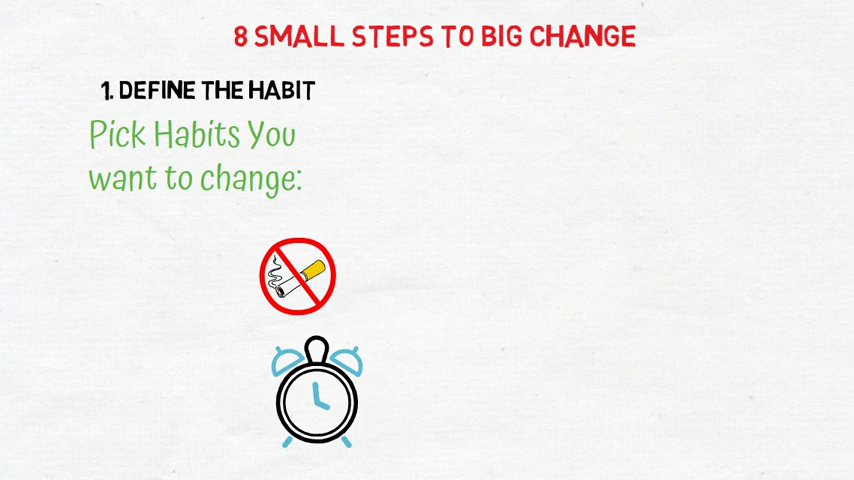 8 SMALL STEPS TO BIG CHANGE
1. DEFINE THE HABIT
Pick Habits You
want to change: